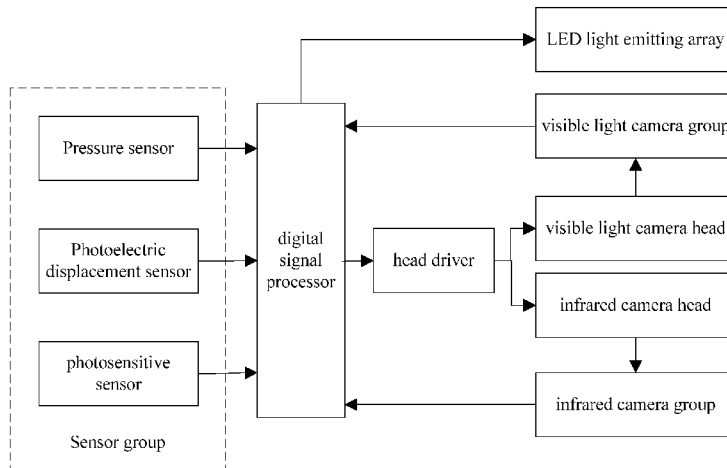 LED light emitting array
visible light camera group
Pressure sensor
Photoelectric
displacement sensor
digital
signal
processor
head driver
visible light camera head
infrared camera head
photosensitive
sensor
infrared camera group
Sensor group